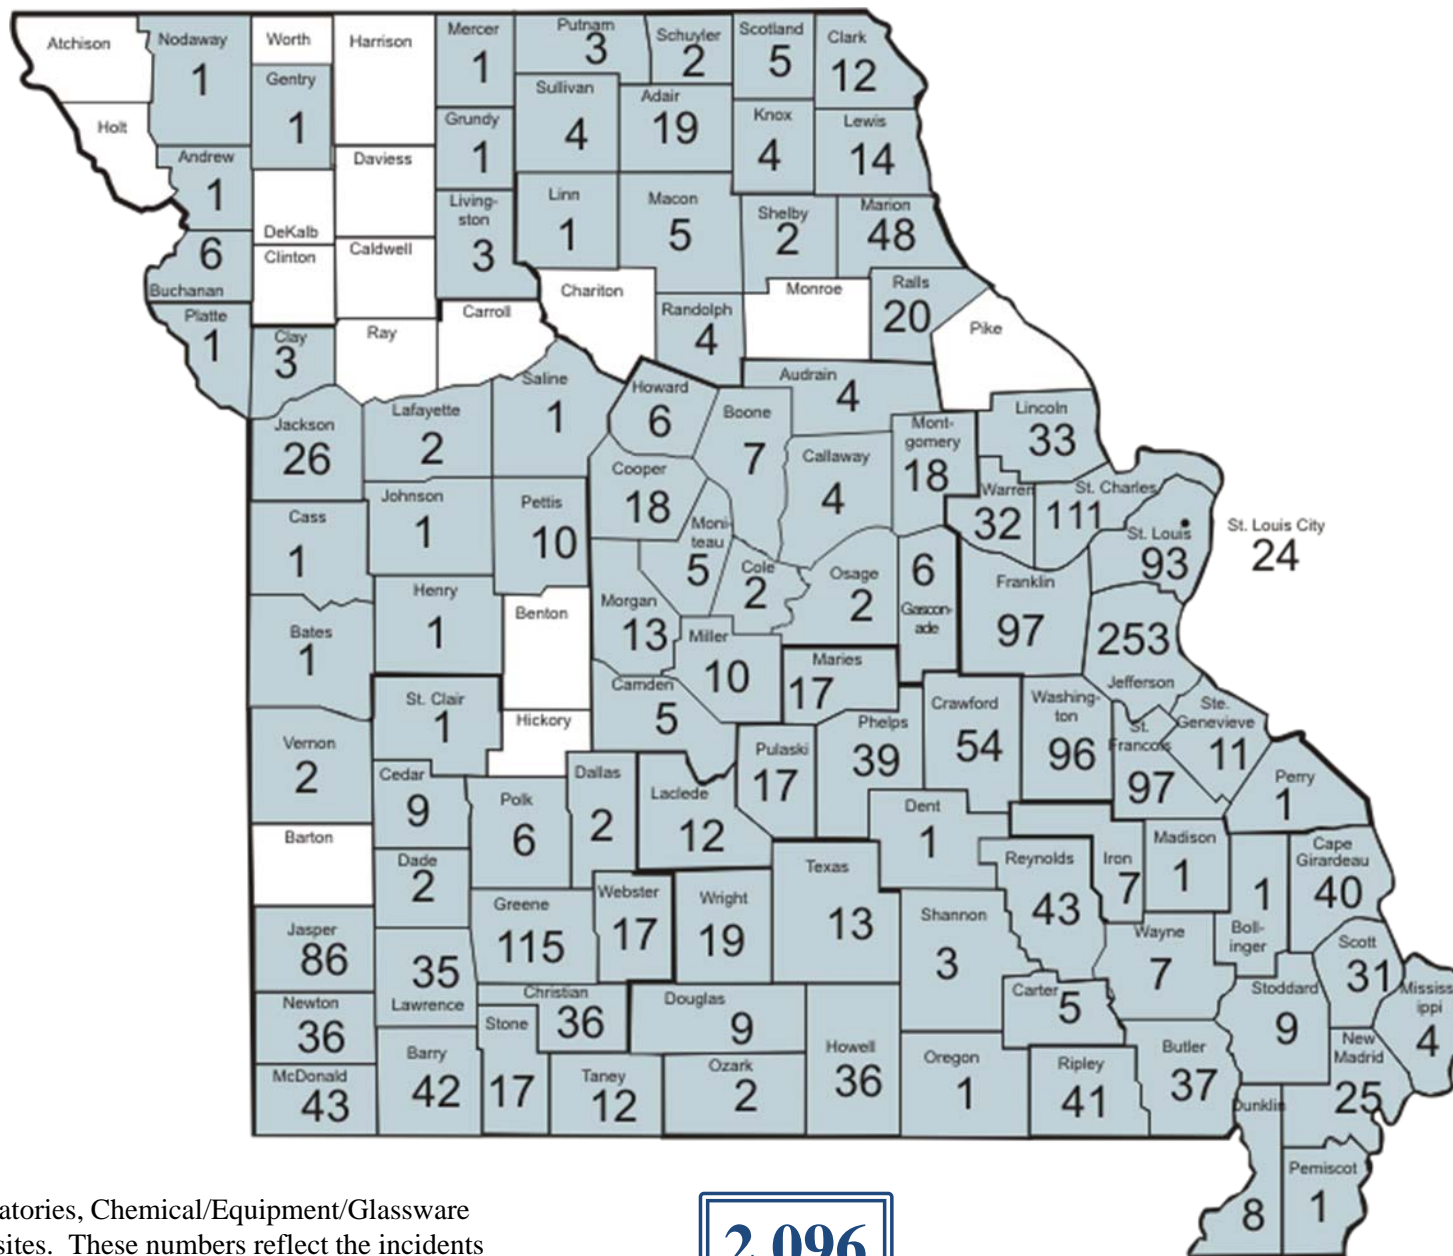 Atchison
Nodaway
1
Worth
Harrison
Mercer
1
Putnam
3
Schuyler
2
Scotland
5
Clark
12
Gentry
1
Sullivan
4
Adair
19
Knox
4
Lewis
14
Holt
Andrew
1
Daviess
Grundy
1
Living-
ston
3
Linn
1
Macon
5
Shelby
2
Marion
48
DeKalb
6
Buchanan
Clinton
Caldwell
Chariton
Monroe
Ralls
20
Pike
Platte
1
Clay
3
Ray
Carroll
Randolph
4
Audrain
4
Saline
1
Howard
6
Boone
7
Lincoln
33
Jackson
26
Lafayette
2
Mont-
gomery
18
Callaway
4
Cooper
18
Warren
32
St. Charles
111
St. Louis
93
St. Louis City
24
Cass
1
Johnson
1
Pettis
10
Moni-
teau
5
Cole
2
Osage
2
6
Gascon-
ade
Franklin
97
253
Jefferson
Henry
1
Benton
Morgan
13
Miller
10
Bates
1
Maries
17
Camden
5
St. Clair
1
Hickory
Phelps
39
Crawford
54
Washing-
ton
96
St.
Francois
97
Ste.
Genevieve
11
Perry
1
Vernon
2
Cedar
9
Polk
6
Dallas
2
Laclede
12
Pulaski
17
Dent
1
Barton
Dade
2
Greene
115
Webster
17
Wright
19
Texas
13
Reynolds
43
Iron
7
Madison
1
1
Boll-
inger
Cape
Girardeau
40
Jasper
86
35
Lawrence
Shannon
3
Wayne
7
Scott
31
Mississ
ippi
4
Newton
36
Christian
36
Douglas
9
Carter
5
Stoddard
9
New
Madrid
25
McDonald
43
Barry
42
Stone
17
Taney
12
Ozark
2
Howell
36
Oregon
1
Ripley
41
Butler
37
Dunklin
8
Pemiscot
1
atories, Chemical/Equipment/Glassware
sites.  These numbers reflect the incidents
2,096